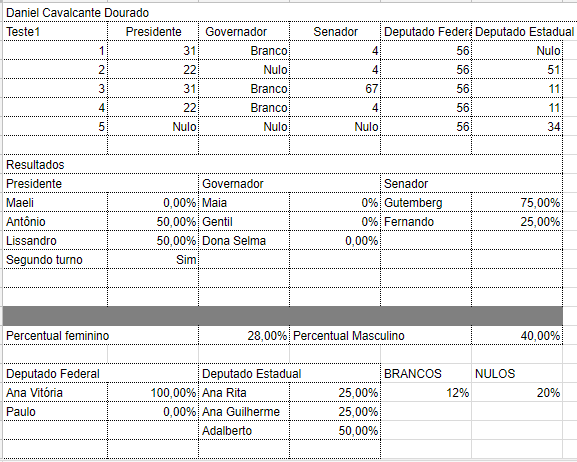 Daniel Cavalcante Dourado
Teste1 Presidente Governador Senador Deputado Federa Deputado Estadual
1 31 Branco 4 56 Nulo
2 22 Nulo 4 56 51
3 31 Branco 67 56 11
4 22 Branco 4 56 11
5 Nulo Nulo Nulo 56 34
Resultados
Presidente Governador Senador
Maeli 0,00% Maia 0% Gutemberg 75,00%
Antônio 50,00% Gentil 0% Fernando 25,00%
Lissandro 50,00% Dona Selma 0,00%
Segundo turno Sim
Percentual feminino 28,00% Percentual Masculino 40,00%
Deputado Federal Deputado Estadual BRANCOS NULOS
Ana Vitória 100,00% Ana Rita 25,00% 12% 20%
Paulo 0,00% Ana Guilherme 25,00%
Adalberto 50,00%